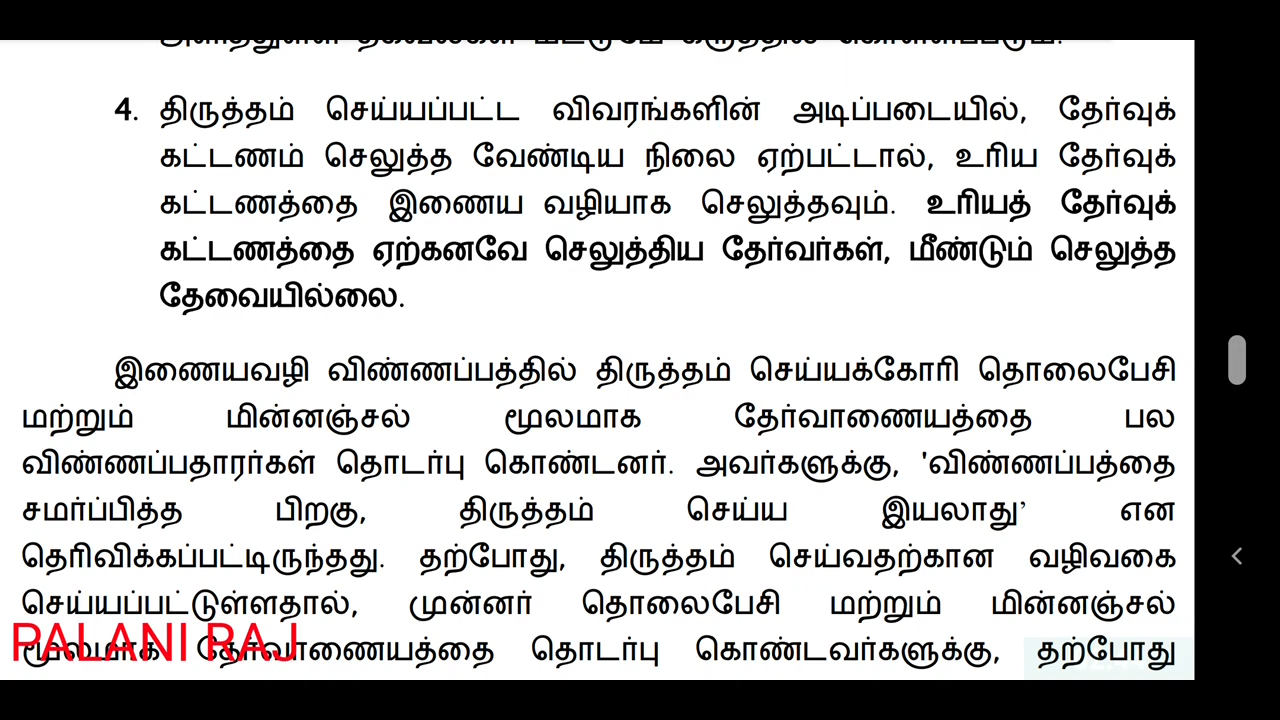 4. திருத்தம் செய்யப்பட்ட விவரங்களின் அடிப்படையில், தேர்வுக்
கட்டணம் செலுத்த வேண்டிய நிலை ஏற்பட்டால், உரிய தேர்வுக்
கட்டணத்தை இணைய வழியாக செலுத்தவும். உரியத் தேர்வுக்
கட்டணத்தை ஏற்கனவே செலுத்திய தேர்வர்கள், மீண்டும் செலுத்த
தேவையில்லை.
இணையவழி விண்ணப்பத்தில் திருத்தம் செய்யக்கோரி தொலைபேசி
மற்றும் மின்னஞ்சல் மூலமாக தேர்வாணையத்தை பல
விண்ணப்பதாரர்கள் தொடர்பு கொண்டனர். அவர்களுக்கு, 'விண்ணப்பத்தை
சமர்ப்பித்த பிறகு, திருத்தம் செய்ய இயலாது’ என
தெரிவிக்கப்பட்டிருந்தது. தற்போது, திருத்தம் செய்வதற்கான வழிவகை
செய்யப்பட்டுள்ளதால், முன்னர் தொலைபேசி மற்றும் மின்னஞ்சல்
PALANI RAJ
மூலமாக தேர்வாணையத்தை தொடர்பு கொண்டவர்களுக்கு, தற்போது